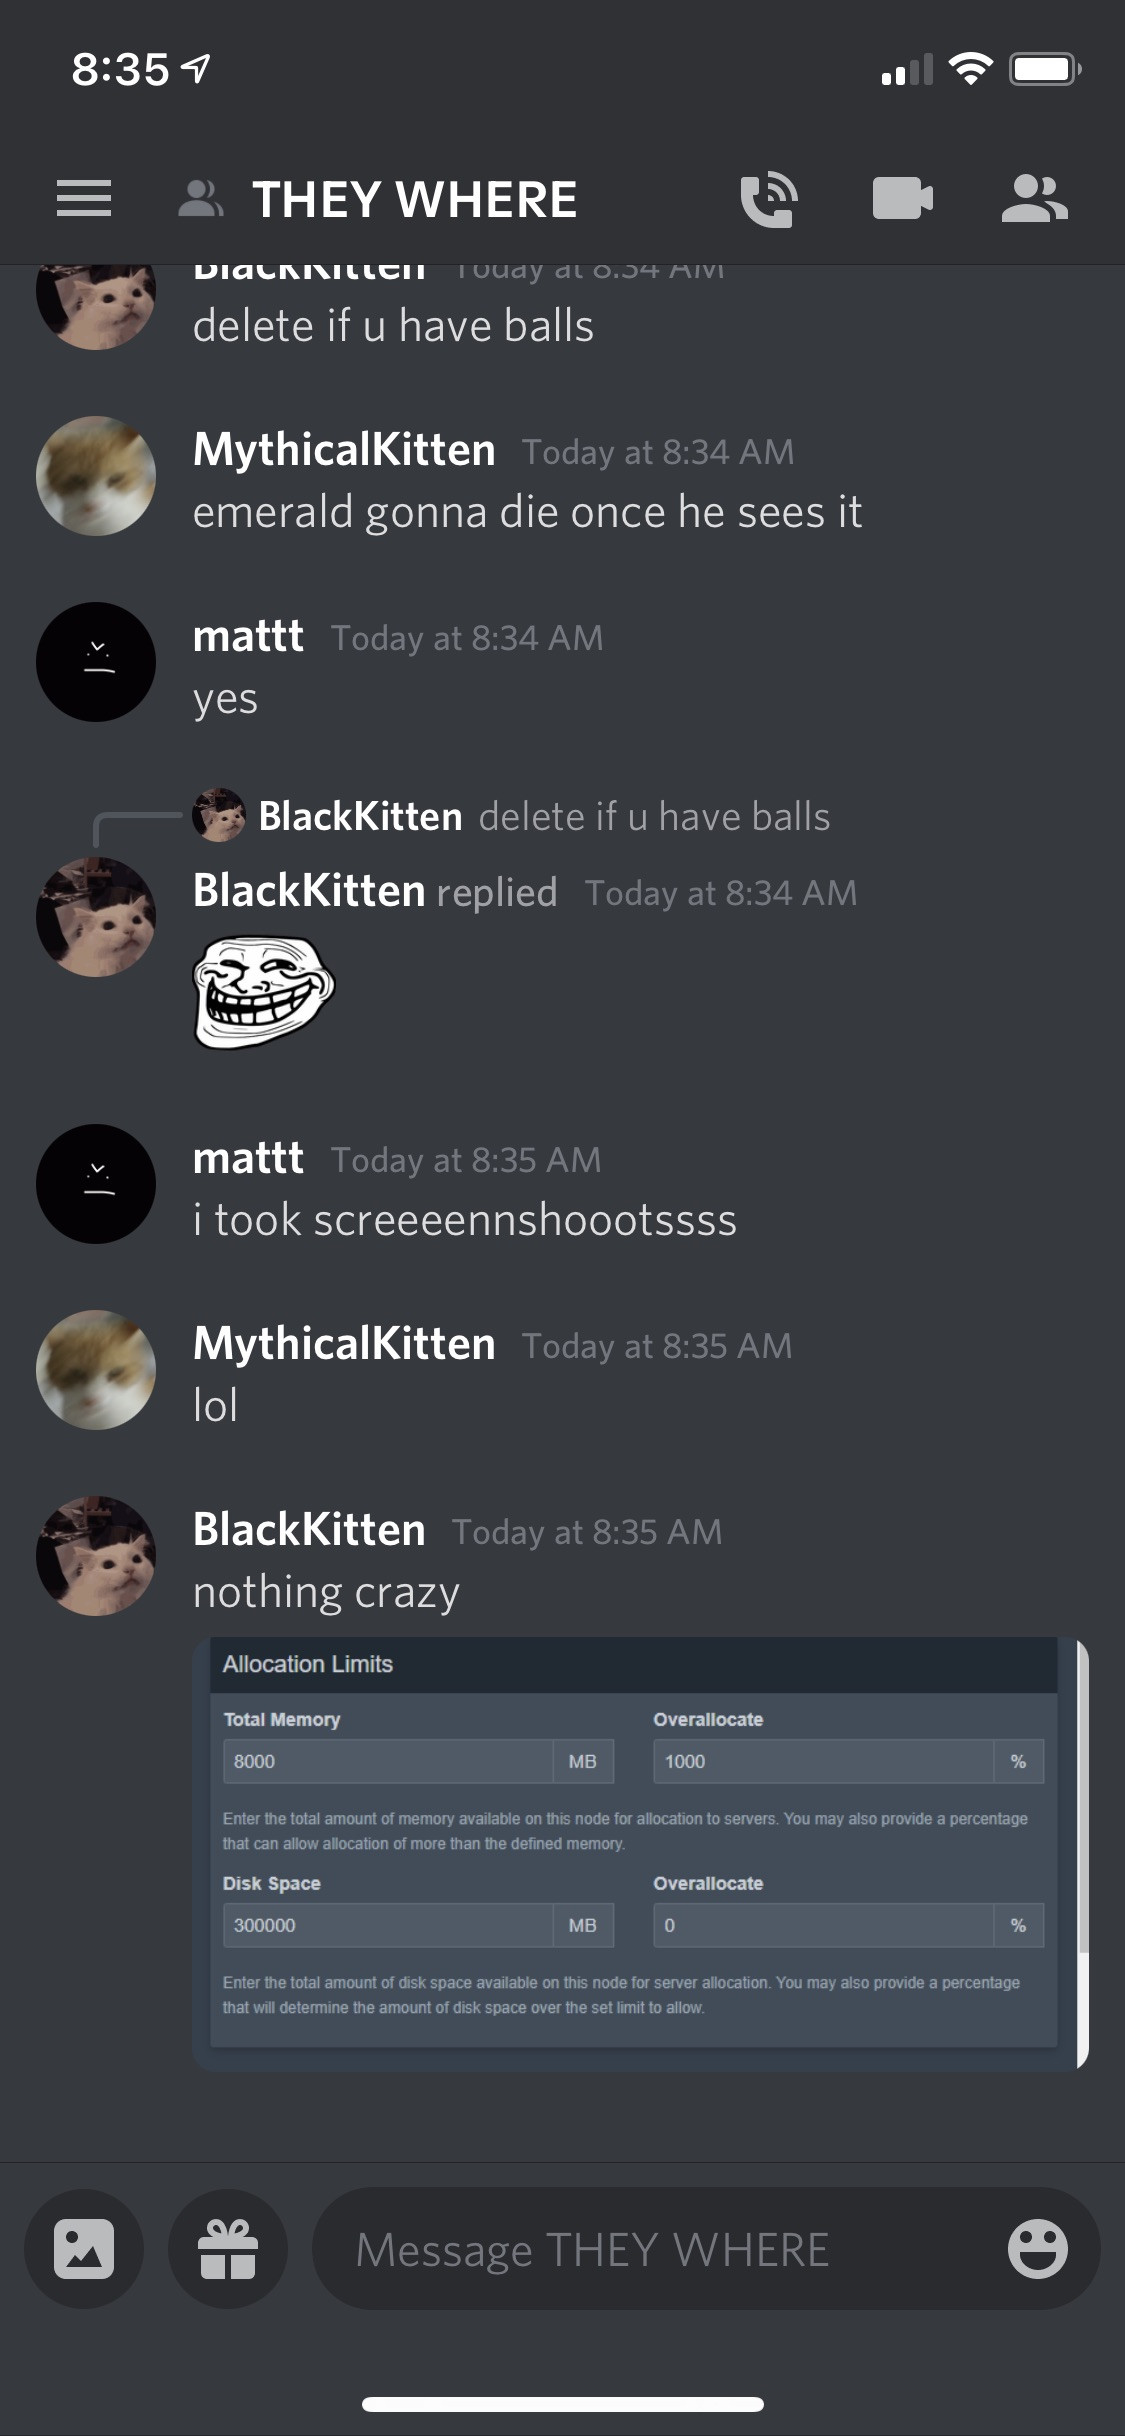 8:35
THEY WHERE
BlackKitten Today at 8:34 AM
delete if u have balls
MythicalKitten Today at 8:34 AM
emerald gonna die once he sees it
mattt Today at 8:34 AM
yes
BlackKitten delete if u have balls
BlackKitten replied Today at 8:34 AM
mattt Today at 8:35 AM
i took screeeennshoootssss
MythicalKitten Today at 8:35 AM
lol
BlackKitten Today at 8:35 AM
nothing crazy
Allocation Limits
Total Memory Overallocate
8000 MB 1000 %
Enter the total amount of memory available on this node for allocation to servers. You may also provide a percentage
that can allow allocation of more than the defined memory.
Disk Space Overallocate
300000 MB 0 %
Enter the total amount of disk space available on this node for server allocation. You may also provide a percentage
that will determine the amount of disk space over the set limit to allow.
Message THEY WHERE